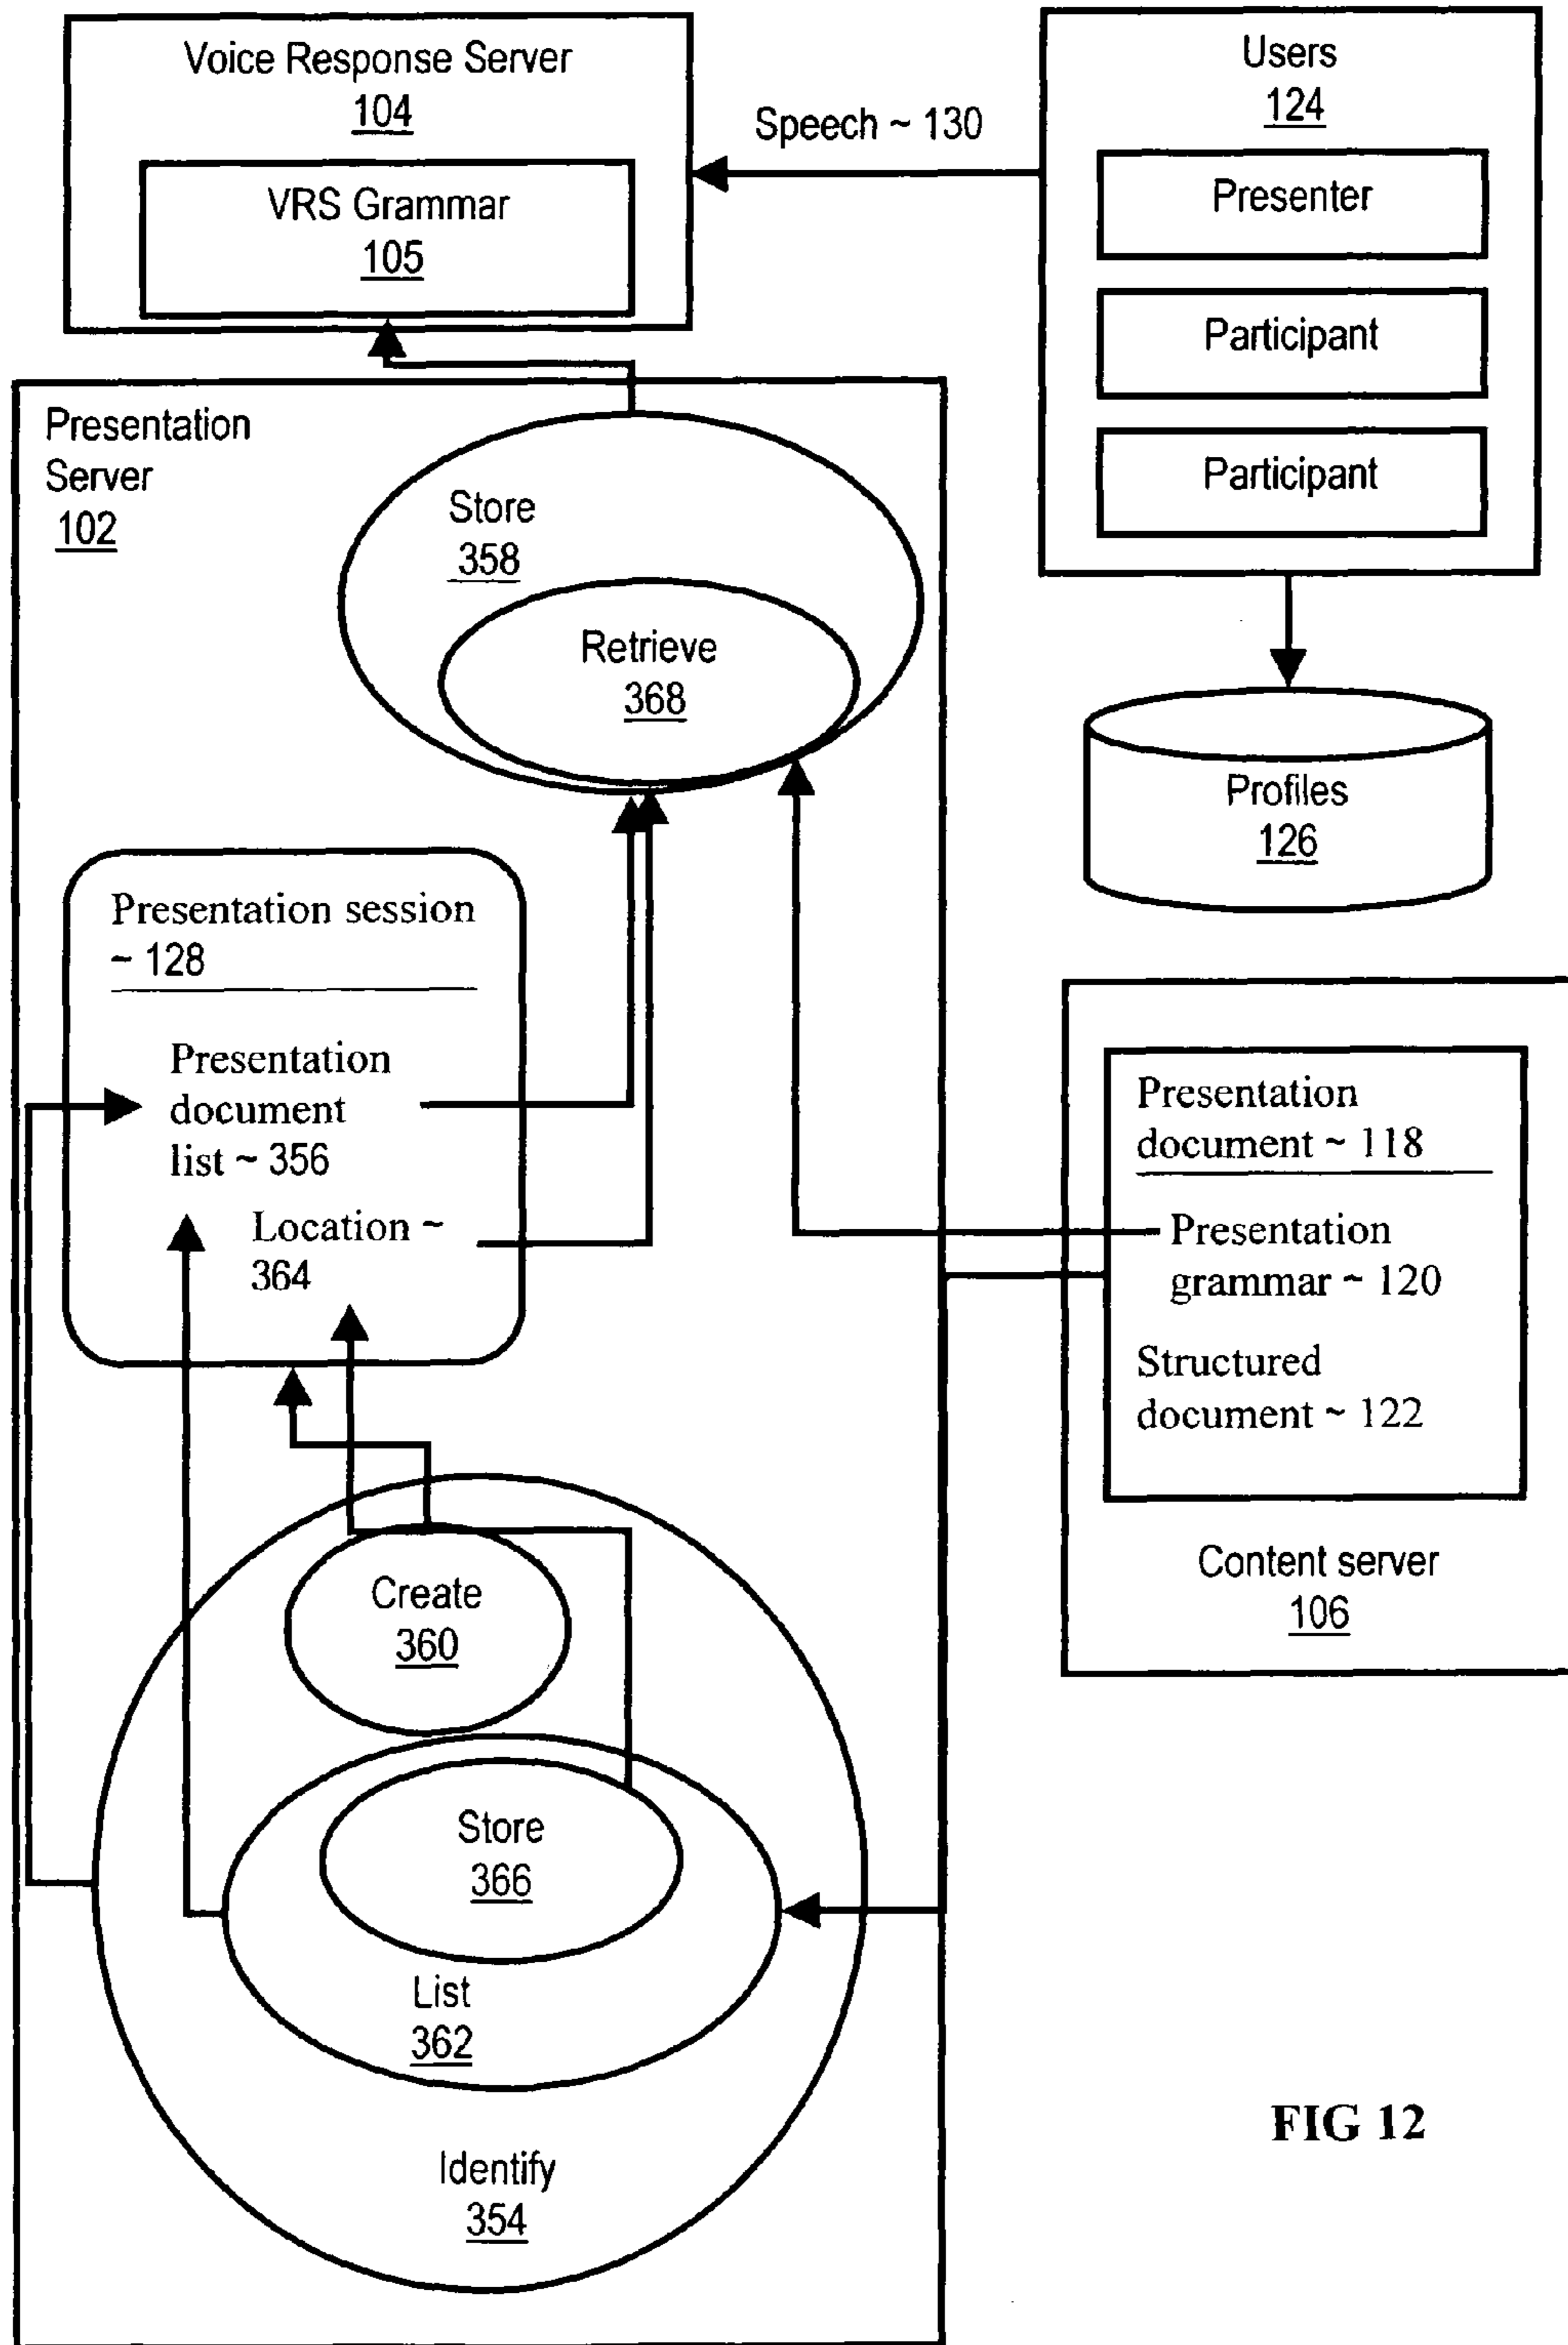 Voice Response Server
104
VRS Grammar
105
Speech ~ 130
Users
124
Presenter
Participant
Participant
Profiles
126
Presentation
Server
102
Store
358
Retrieve
368
Presentation session
~ 128
Presentation
document
list ~ 356
Location ~
364
Presentation
document ~ 118
Presentation
grammar ~ 120
Structured
document ~ 122
Content server
106
Create
360
Store
366
List
362
Identify
354
FIG 12